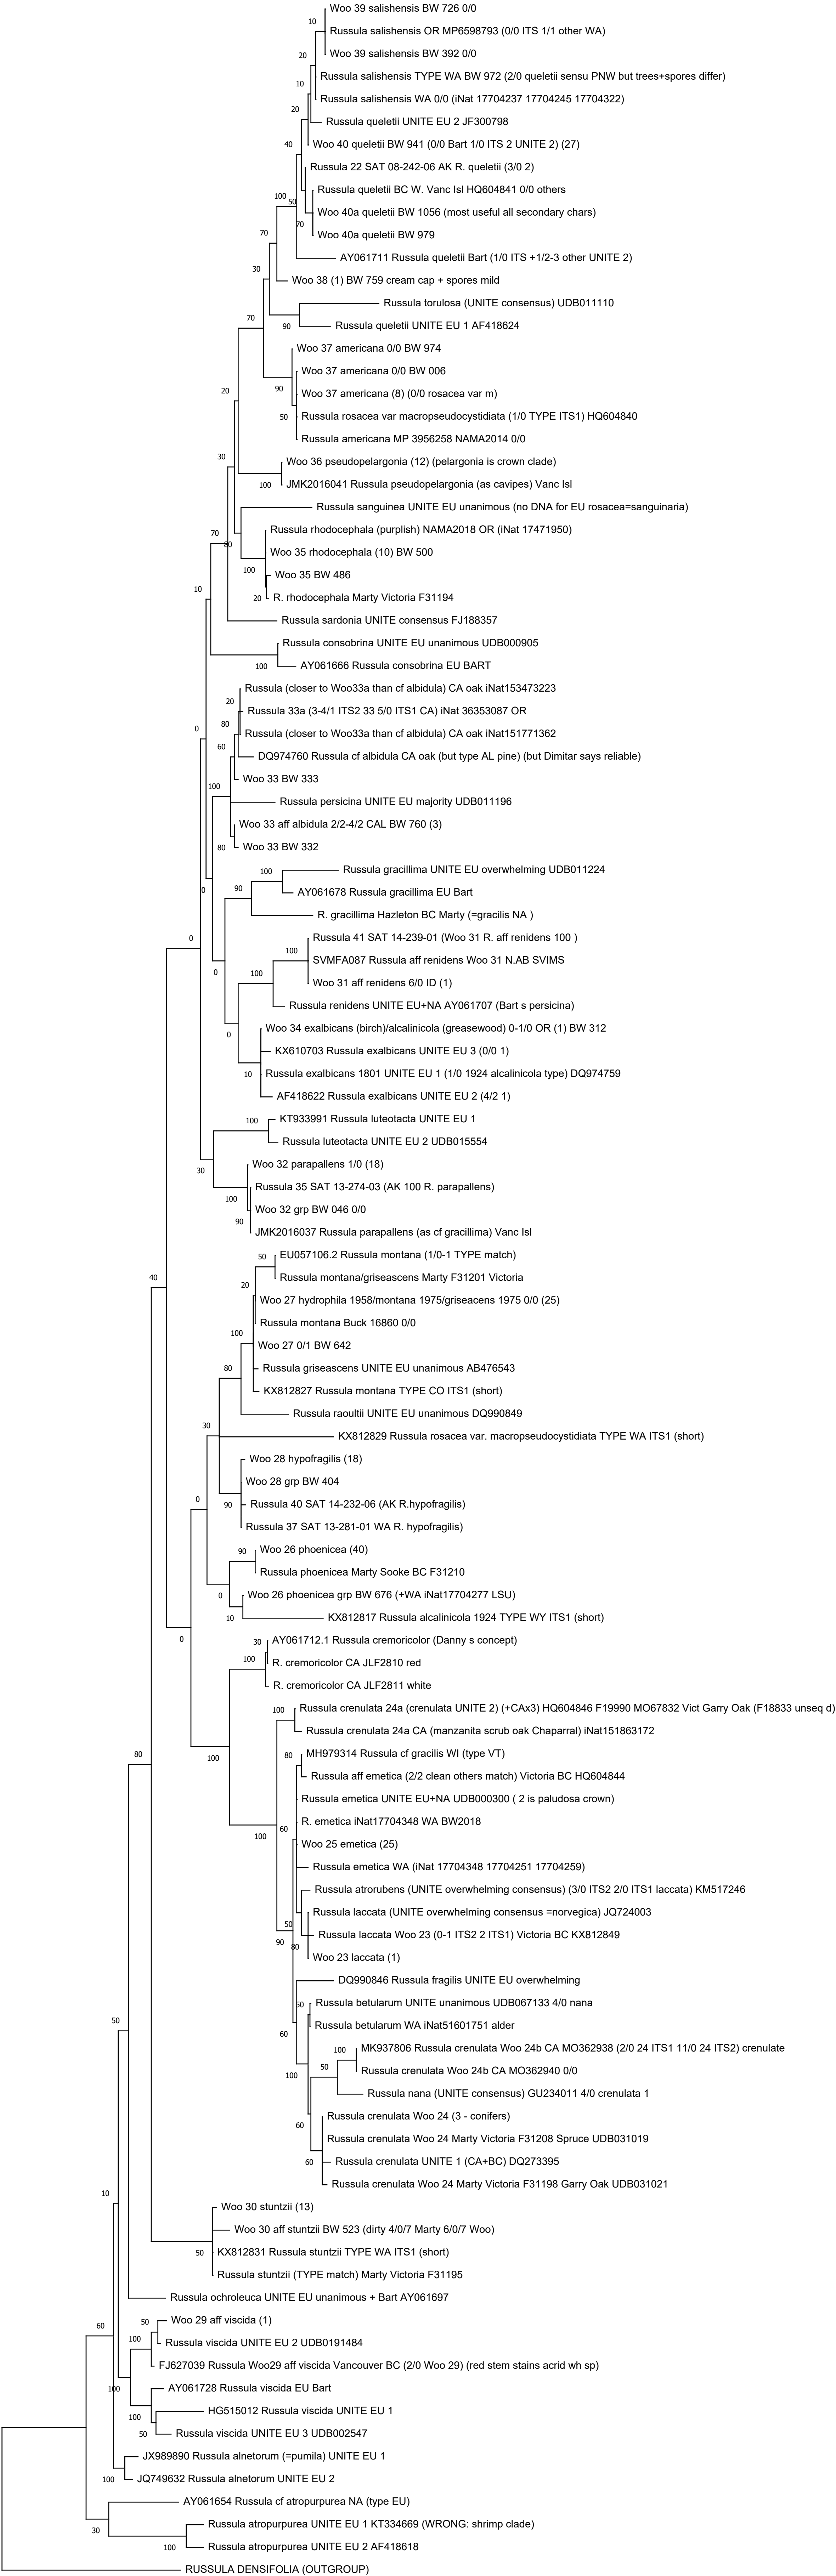 Woo 39 salishensis BW 726 0/0
10
Russula salishensis OR MP6598793 (0/0 ITS 1/1 other WA)
Woo 39 salishensis BW 392 0/0
20
Russula salishensis TYPE WA BW 972 (2/0 queletii sensu PNW but trees+spores differ)
10
Russula salishensis WA 0/0 (iNat 17704237 17704245 17704322)
20
Russula queletii UNITE EU 2 JF300798
40
Woo 40 queletii BW 941 (0/0 Bart 1/0 ITS 2 UNITE 2) (27)
Russula 22 SAT 08-242-06 AK R. queletii (3/0 2)
100
50
Russula queletii BC W. Vanc Isl HQ604841 0/0 others
Woo 40a queletii BW 1056 (most useful all secondary chars)
70
70
Woo 40a queletii BW 979
AY061711 Russula queletii Bart (1/0 ITS +1/2-3 other UNITE 2)
30
Woo 38 (1) BW 759 cream cap + spores mild
Russula torulosa (UNITE consensus) UDB011110
70
90
Russula queletii UNITE EU 1 AF418624
Woo 37 americana 0/0 BW 974
Woo 37 americana 0/0 BW 006
20
90
Woo 37 americana (8) (0/0 rosacea var m)
50
Russula rosacea var macropseudocystidiata (1/0 TYPE ITS1) HQ604840
Russula americana MP 3956258 NAMA2014 0/0
30
Woo 36 pseudopelargonia (12) (pelargonia is crown clade)
100
JMK2016041 Russula pseudopelargonia (as cavipes) Vanc Isl
Russula sanguinea UNITE EU unanimous (no DNA for EU rosacea=sanguinaria)
70
80
Russula rhodocephala (purplish) NAMA2018 OR (iNat 17471950)
Woo 35 rhodocephala (10) BW 500
100
Woo 35 BW 486
10
20
R. rhodocephala Marty Victoria F31194
Russula sardonia UNITE consensus FJ188357
Russula consobrina UNITE EU unanimous UDB000905
100
AY061666 Russula consobrina EU BART
Russula (closer to Woo33a than cf albidula) CA oak iNat153473223
20
Russula 33a (3-4/1 ITS2 33 5/0 ITS1 CA) iNat 36353087 OR
0
80
Russula (closer to Woo33a than cf albidula) CA oak iNat151771362
60
DQ974760 Russula cf albidula CA oak (but type AL pine) (but Dimitar says reliable)
Woo 33 BW 333
100
Russula persicina UNITE EU majority UDB011196
Woo 33 aff albidula 2/2-4/2 CAL BW 760 (3)
80
Woo 33 BW 332
Russula gracillima UNITE EU overwhelming UDB011224
100
0
90
AY061678 Russula gracillima EU Bart
R. gracillima Hazleton BC Marty (=gracilis NA )
0
Russula 41 SAT 14-239-01 (Woo 31 R. aff renidens 100 )
100
SVMFA087 Russula aff renidens Woo 31 N.AB SVIMS
0
100
Woo 31 aff renidens 6/0 ID (1)
Russula renidens UNITE EU+NA AY061707 (Bart s persicina)
0
Woo 34 exalbicans (birch)/alcalinicola (greasewood) 0-1/0 OR (1) BW 312
KX610703 Russula exalbicans UNITE EU 3 (0/0 1)
10
Russula exalbicans 1801 UNITE EU 1 (1/0 1924 alcalinicola type) DQ974759
AF418622 Russula exalbicans UNITE EU 2 (4/2 1)
100
KT933991 Russula luteotacta UNITE EU 1
Russula luteotacta UNITE EU 2 UDB015554
30
Woo 32 parapallens 1/0 (18)
Russula 35 SAT 13-274-03 (AK 100 R. parapallens)
100
Woo 32 grp BW 046 0/0
90
JMK2016037 Russula parapallens (as cf gracillima) Vanc Isl
50
EU057106.2 Russula montana (1/0-1 TYPE match)
40
Russula montana/griseascens Marty F31201 Victoria
20
Woo 27 hydrophila 1958/montana 1975/griseacens 1975 0/0 (25)
Russula montana Buck 16860 0/0
100
Woo 27 0/1 BW 642
80
Russula griseascens UNITE EU unanimous AB476543
KX812827 Russula montana TYPE CO ITS1 (short)
Russula raoultii UNITE EU unanimous DQ990849
30
KX812829 Russula rosacea var. macropseudocystidiata TYPE WA ITS1 (short)
Woo 28 hypofragilis (18)
Woo 28 grp BW 404
0
90
Russula 40 SAT 14-232-06 (AK R.hypofragilis)
Russula 37 SAT 13-281-01 WA R. hypofragilis)
90
Woo 26 phoenicea (40)
Russula phoenicea Marty Sooke BC F31210
0
Woo 26 phoenicea grp BW 676 (+WA iNat17704277 LSU)
10
KX812817 Russula alcalinicola 1924 TYPE WY ITS1 (short)
0
30
AY061712.1 Russula cremoricolor (Danny s concept)
100
R. cremoricolor CA JLF2810 red
R. cremoricolor CA JLF2811 white
100
Russula crenulata 24a (crenulata UNITE 2) (+CAx3) HQ604846 F19990 MO67832 Vict Garry Oak (F18833 unseq d)
Russula crenulata 24a CA (manzanita scrub oak Chaparral) iNat151863172
100
80
MH979314 Russula cf gracilis WI (type VT)
80
Russula aff emetica (2/2 clean others match) Victoria BC HQ604844
Russula emetica UNITE EU+NA UDB000300 ( 2 is paludosa crown)
60
R. emetica iNat17704348 WA BW2018
100
Woo 25 emetica (25)
Russula emetica WA (iNat 17704348 17704251 17704259)
Russula atrorubens (UNITE overwhelming consensus) (3/0 ITS2 2/0 ITS1 laccata) KM517246
50
Russula laccata (UNITE overwhelming consensus =norvegica) JQ724003
90
80
Russula laccata Woo 23 (0-1 ITS2 2 ITS1) Victoria BC KX812849
Woo 23 laccata (1)
DQ990846 Russula fragilis UNITE EU overwhelming
50
60
Russula betularum UNITE unanimous UDB067133 4/0 nana
60
Russula betularum WA iNat51601751 alder
100
MK937806 Russula crenulata Woo 24b CA MO362938 (2/0 24 ITS1 11/0 24 ITS2) crenulate
100
50
Russula crenulata Woo 24b CA MO362940 0/0
Russula nana (UNITE consensus) GU234011 4/0 crenulata 1
60
Russula crenulata Woo 24 (3 - conifers)
Russula crenulata Woo 24 Marty Victoria F31208 Spruce UDB031019
60
Russula crenulata UNITE 1 (CA+BC) DQ273395
Russula crenulata Woo 24 Marty Victoria F31198 Garry Oak UDB031021
10
Woo 30 stuntzii (13)
Woo 30 aff stuntzii BW 523 (dirty 4/0/7 Marty 6/0/7 Woo)
50
KX812831 Russula stuntzii TYPE WA ITS1 (short)
Russula stuntzii (TYPE match) Marty Victoria F31195
Russula ochroleuca UNITE EU unanimous + Bart AY061697
60
50
Woo 29 aff viscida (1)
100
Russula viscida UNITE EU 2 UDB0191484
FJ627039 Russula Woo29 aff viscida Vancouver BC (2/0 Woo 29) (red stem stains acrid wh sp)
100
AY061728 Russula viscida EU Bart
100
HG515012 Russula viscida UNITE EU 1
50
Russula viscida UNITE EU 3 UDB002547
JX989890 Russula alnetorum (=pumila) UNITE EU 1
100
JQ749632 Russula alnetorum UNITE EU 2
AY061654 Russula cf atropurpurea NA (type EU)
30
Russula atropurpurea UNITE EU 1 KT334669 (WRONG: shrimp clade)
100
Russula atropurpurea UNITE EU 2 AF418618
RUSSULA DENSIFOLIA (OUTGROUP)